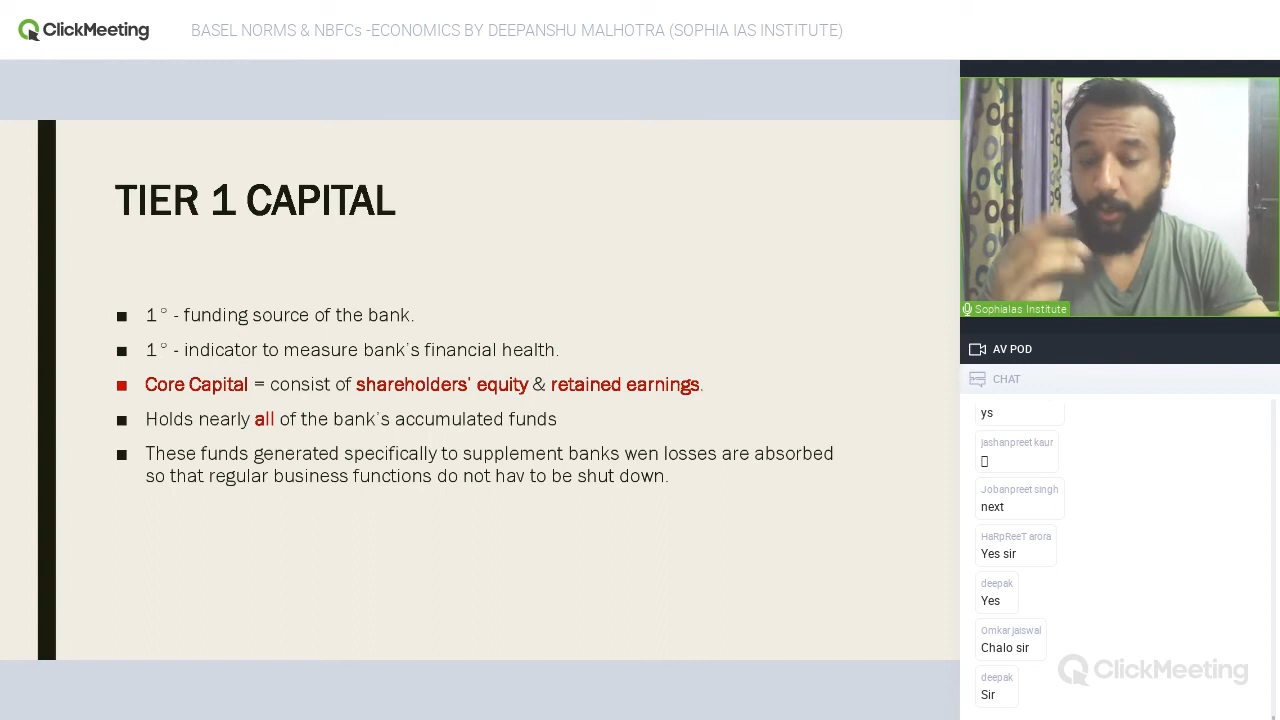 ClickMeeting
BASEL NORMS & NBFCs -ECONOMICS BY DEEPANSHU MALHOTRA (SOPHIA IAS INSTITUTE)
TIER 1 CAPITAL
■ 1° - funding source of the bank.
■ 1° - indicator to measure bank's financial health.
■ Core Capital = consist of shareholders' equity & retained earnings.
■ Holds nearly all of the bank's accumulated funds
■ These funds generated specifically to supplement banks wen losses are absorbed
so that regular business functions do not hav to be shut down.
SophiaIas Institute
AV POD
CHAT
ys
jashanpreet kaur
Jobanpreet singh
next
HaRpReeT arora
Yes sir
deepak
Yes
Omkar jaiswal
Chalo sir
deepak
Sir
ClickMeeting